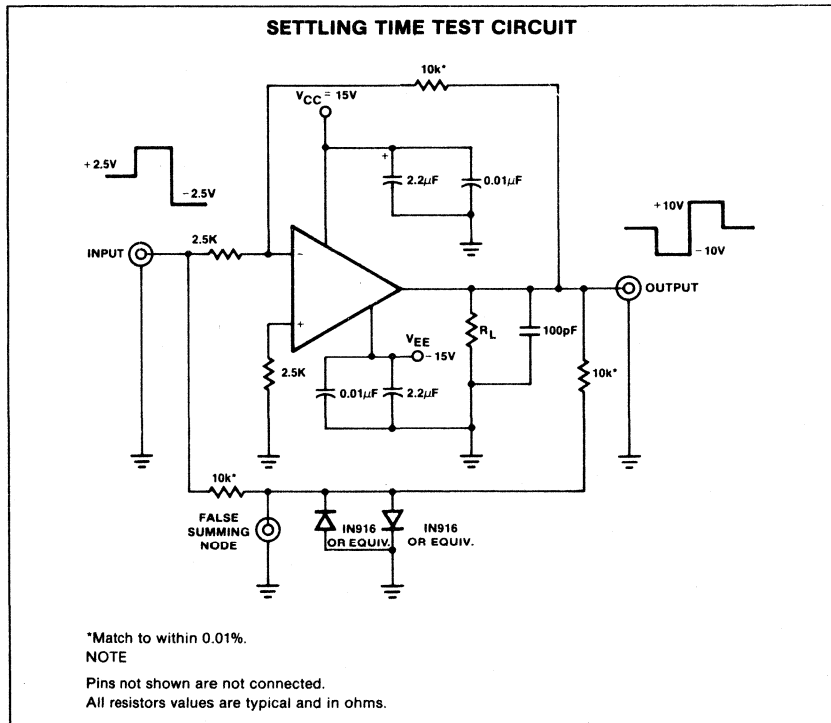 SETTLING TIME TEST CIRCUIT
10k*
VCC = 15V
+
2.2μF
0.01μF
+2.5V
-2.5V
+10V
-10V
INPUT
2.5K
-
+
OUTPUT
RL
100pF
VEE
-15V
10k*
2.5K
0.01μF
2.2μF
10k*
FALSE
SUMMING
NODE
IN916
OR EQUIV.
IN916
OR EQUIV.
*Match to within 0.01%.
NOTE
Pins not shown are not connected.
All resistors values are typical and in ohms.